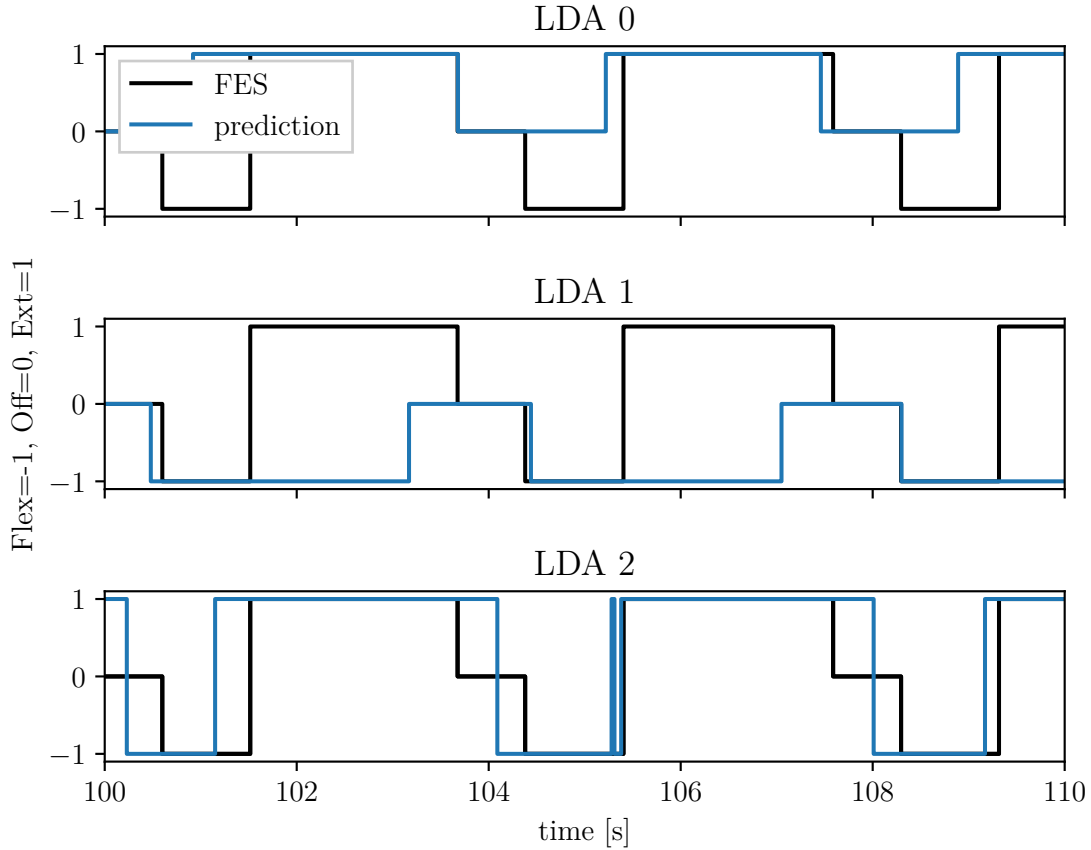 LDA 0
1
FES
prediction
0
−1
LDA 1
1
0
−1
Flex=-1, Off=0, Ext=1
LDA 2
1
0
−1
100 102 104 106 108 110
time [s]